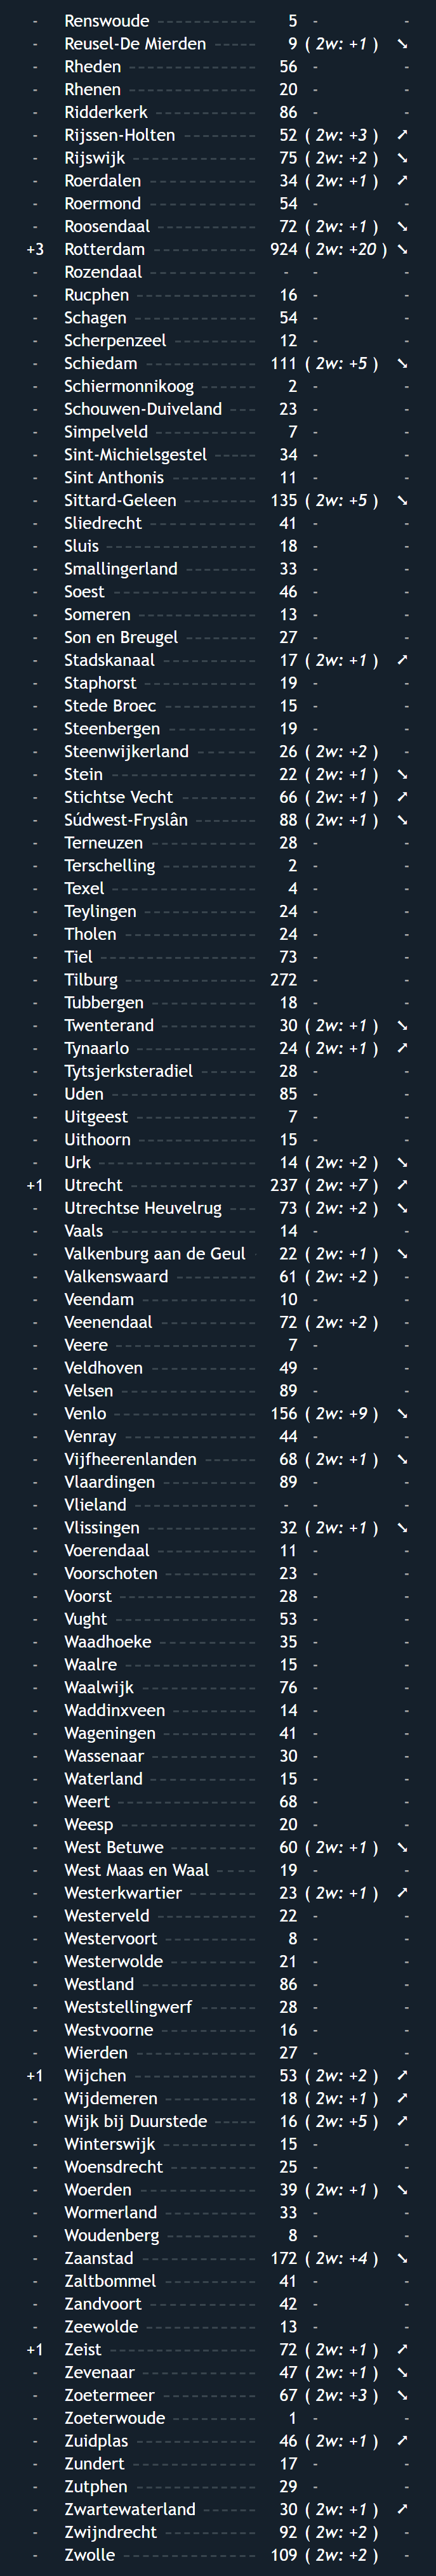 - Renswoude 5 - -
- Reusel-De Mierden 9 ( 2w: +1 ) ➘
- Rheden 56 - -
- Rhenen 20 - -
- Ridderkerk 86 - -
- Rijssen-Holten 52 ( 2w: +3 ) ➚
- Rijswijk 75 ( 2w: +2 ) ➘
- Roerdalen 34 ( 2w: +1 ) ➚
- Roermond 54 - -
- Roosendaal 72 ( 2w: +1 ) ➘
+3 Rotterdam 924 ( 2w: +20 ) ➘
- Rozendaal - - -
- Rucphen 16 - -
- Schagen 54 - -
- Scherpenzeel 12 - -
- Schiedam 111 ( 2w: +5 ) ➘
- Schiermonnikoog 2 - -
- Schouwen-Duiveland 23 - -
- Simpelveld 7 - -
- Sint-Michielsgestel 34 - -
- Sint Anthonis 11 - -
- Sittard-Geleen 135 ( 2w: +5 ) ➘
- Sliedrecht 41 - -
- Sluis 18 - -
- Smallingerland 33 - -
- Soest 46 - -
- Someren 13 - -
- Son en Breugel 27 - -
- Stadskanaal 17 ( 2w: +1 ) ➚
- Staphorst 19 - -
- Stede Broec 15 - -
- Steenbergen 19 - -
- Steenwijkerland 26 ( 2w: +2 ) -
- Stein 22 ( 2w: +1 ) ➘
- Stichtse Vecht 66 ( 2w: +1 ) ➚
- Súdwest-Fryslân 88 ( 2w: +1 ) ➘
- Terneuzen 28 - -
- Terschelling 2 - -
- Texel 4 - -
- Teylingen 24 - -
- Tholen 24 - -
- Tiel 73 - -
- Tilburg 272 - -
- Tubbergen 18 - -
- Twenterand 30 ( 2w: +1 ) ➘
- Tynaarlo 24 ( 2w: +1 ) ➚
- Tytsjerksteradiel 28 - -
- Uden 85 - -
- Uitgeest 7 - -
- Uithoorn 15 - -
- Urk 14 ( 2w: +2 ) ➘
+1 Utrecht 237 ( 2w: +7 ) ➚
- Utrechtse Heuvelrug 73 ( 2w: +2 ) ➘
- Vaals 14 - -
- Valkenburg aan de Geul 22 ( 2w: +1 ) ➘
- Valkenswaard 61 ( 2w: +2 ) -
- Veendam 10 - -
- Veenendaal 72 ( 2w: +2 ) -
- Veere 7 - -
- Veldhoven 49 - -
- Velsen 89 - -
- Venlo 156 ( 2w: +9 ) ➘
- Venray 44 - -
- Vijfheerenlanden 68 ( 2w: +1 ) ➘
- Vlaardingen 89 - -
- Vlieland - - -
- Vlissingen 32 ( 2w: +1 ) ➘
- Voerendaal 11 - -
- Voorschoten 23 - -
- Voorst 28 - -
- Vught 53 - -
- Waadhoeke 35 - -
- Waalre 15 - -
- Waalwijk 76 - -
- Waddinxveen 14 - -
- Wageningen 41 - -
- Wassenaar 30 - -
- Waterland 15 - -
- Weert 68 - -
- Weesp 20 - -
- West Betuwe 60 ( 2w: +1 ) ➘
- West Maas en Waal 19 - -
- Westerkwartier 23 ( 2w: +1 ) ➚
- Westerveld 22 - -
- Westervoort 8 - -
- Westerwolde 21 - -
- Westland 86 - -
- Weststellingwerf 28 - -
- Westvoorne 16 - -
- Wierden 27 - -
+1 Wijchen 53 ( 2w: +2 ) ➚
- Wijdemeren 18 ( 2w: +1 ) ➚
- Wijk bij Duurstede 16 ( 2w: +5 ) ➚
- Winterswijk 15 - -
- Woensdrecht 25 - -
- Woerden 39 ( 2w: +1 ) ➘
- Wormerland 33 - -
- Woudenberg 8 - -
- Zaanstad 172 ( 2w: +4 ) ➘
- Zaltbommel 41 - -
- Zandvoort 42 - -
- Zeewolde 13 - -
+1 Zeist 72 ( 2w: +1 ) ➚
- Zevenaar 47 ( 2w: +1 ) ➘
- Zoetermeer 67 ( 2w: +3 ) ➘
- Zoeterwoude 1 - -
- Zuidplas 46 ( 2w: +1 ) ➚
- Zundert 17 - -
- Zutphen 29 - -
- Zwartewaterland 30 ( 2w: +1 ) ➚
- Zwijndrecht 92 ( 2w: +2 ) -
- Zwolle 109 ( 2w: +2 ) -